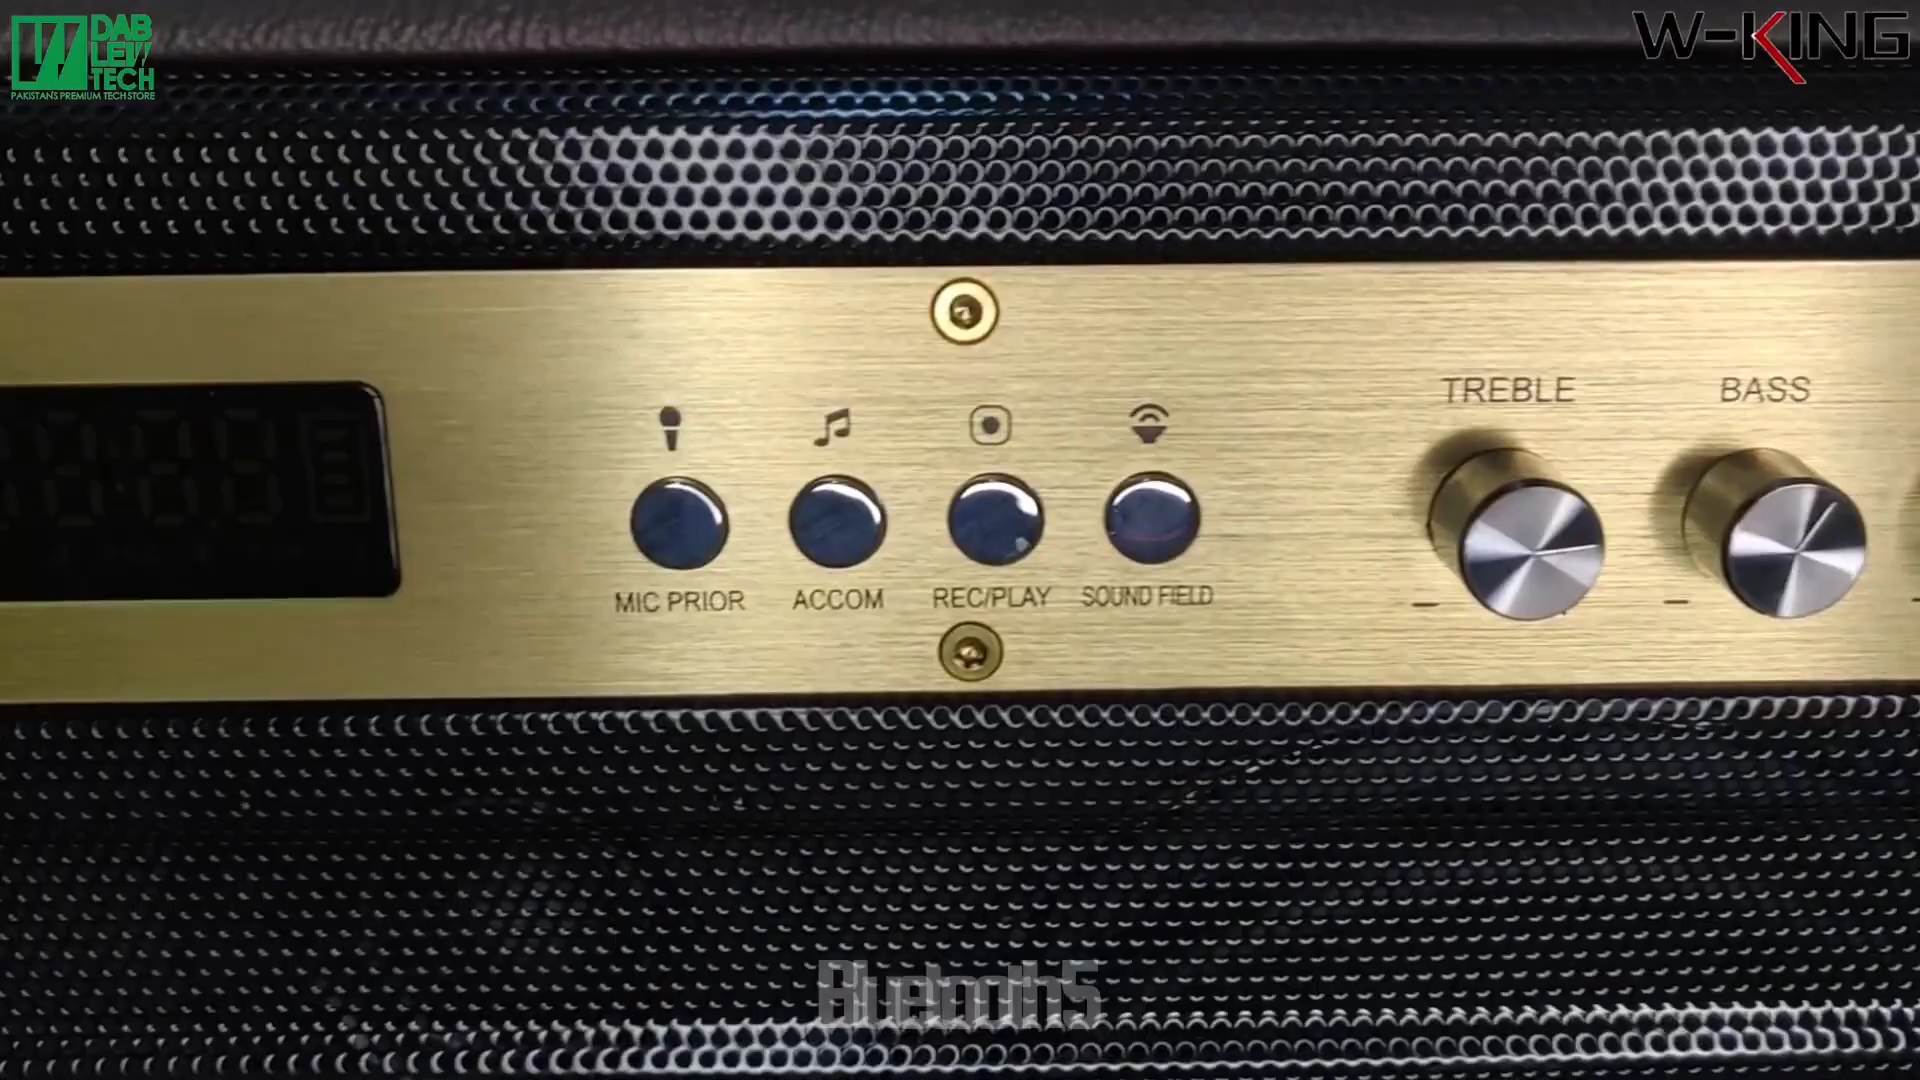 DAB
LEW
TECH
PAKISTAN'S PREMIUM TECH STORE
W-KING
TREBLE
BASS
MIC PRIOR
ACCOM
REC/PLAY
SOUND FIELD
Bluetooth5